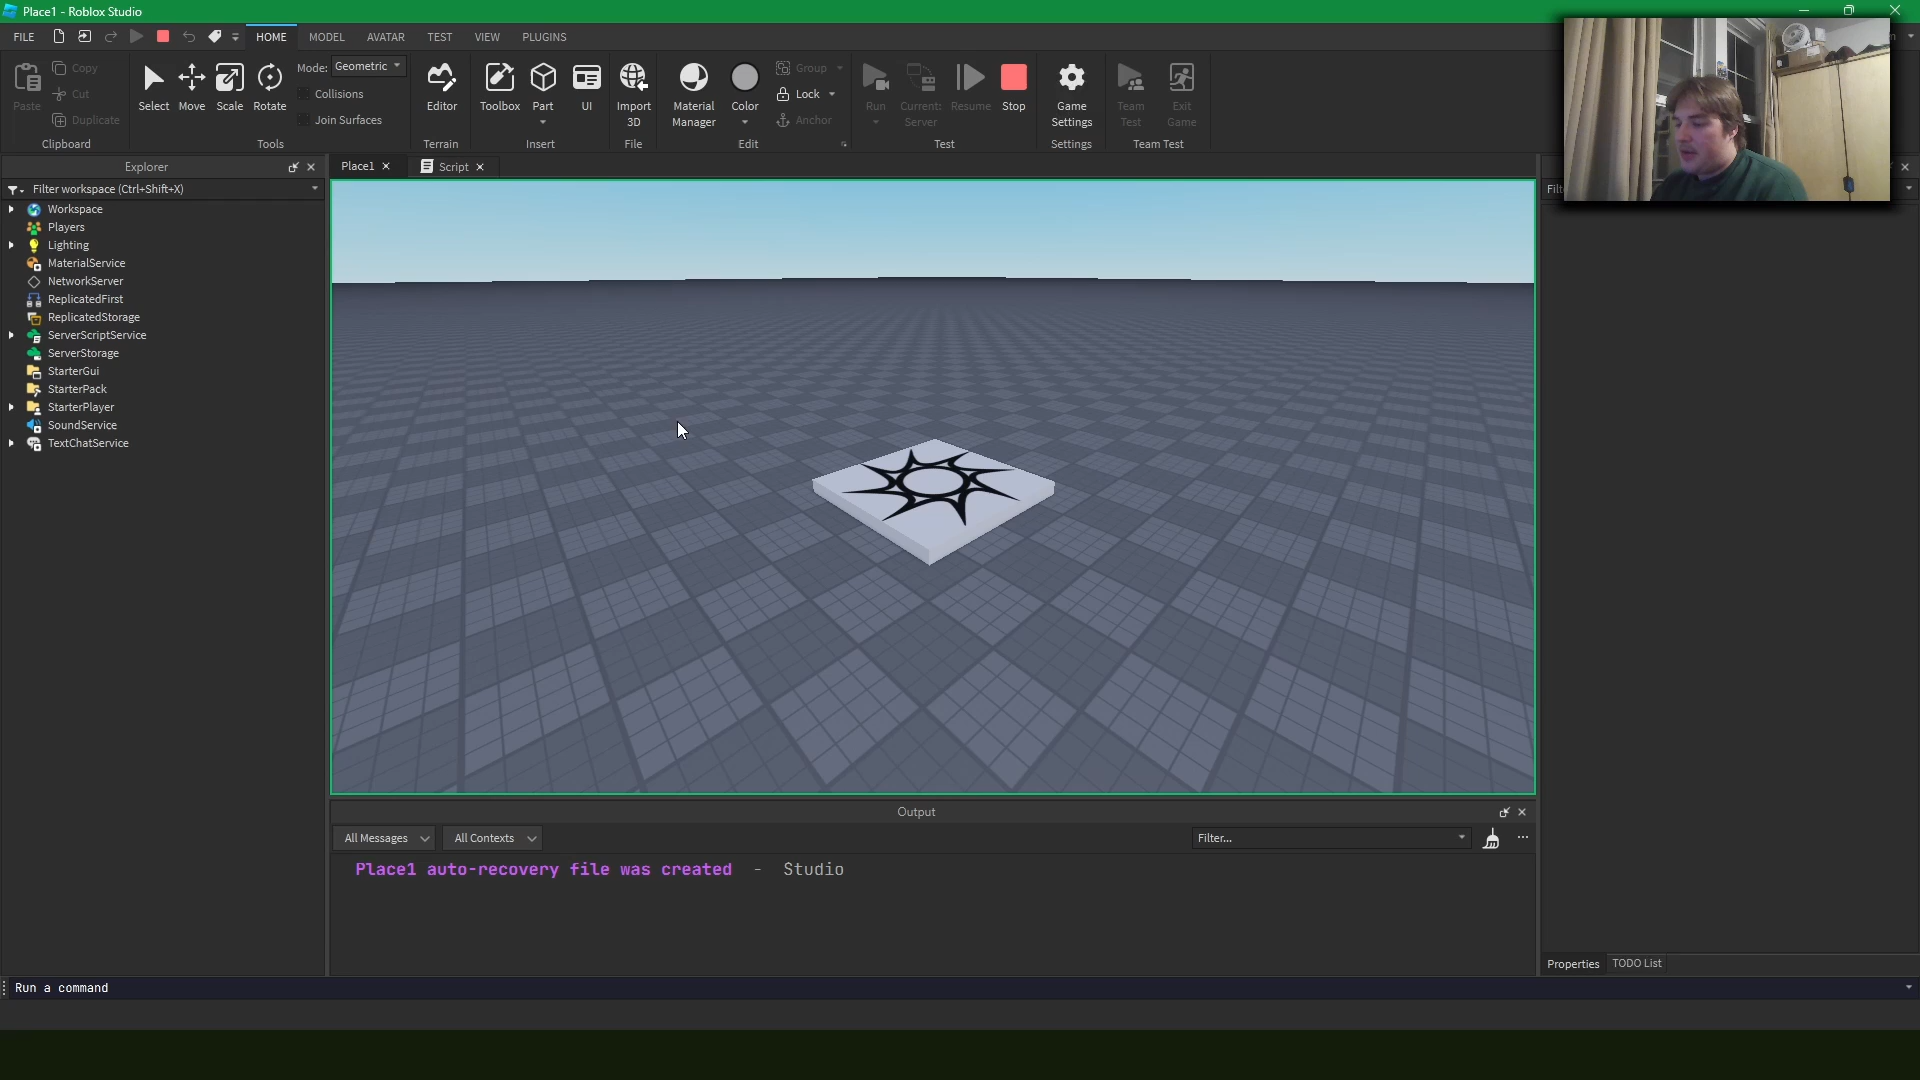 Place1 - Roblox Studio
FILE HOME MODEL AVATAR TEST VIEW PLUGINS
Paste
Copy
Cut
Duplicate
Clipboard
Select Move Scale Rotate
Mode: Geometric
Collisions
Join Surfaces
Tools
Editor
Terrain
Toolbox Part UI
Insert
Import
3D
File
Material
Manager
Color
Group
Lock
Anchor
Edit
Run
Current:
Server
Resume Stop
Test
Game
Settings
Settings
Team
Test
Exit
Game
Team Test
Explorer
Place1
Script
Filter workspace (Ctrl+Shift+X)
Workspace
Players
Lighting
MaterialService
NetworkServer
ReplicatedFirst
ReplicatedStorage
ServerScriptService
ServerStorage
StarterGui
StarterPack
StarterPlayer
SoundService
TextChatService
Output
All Messages
All Contexts
Filter...
Place1 auto-recovery file was created - Studio
Properties
TODO List
Run a command